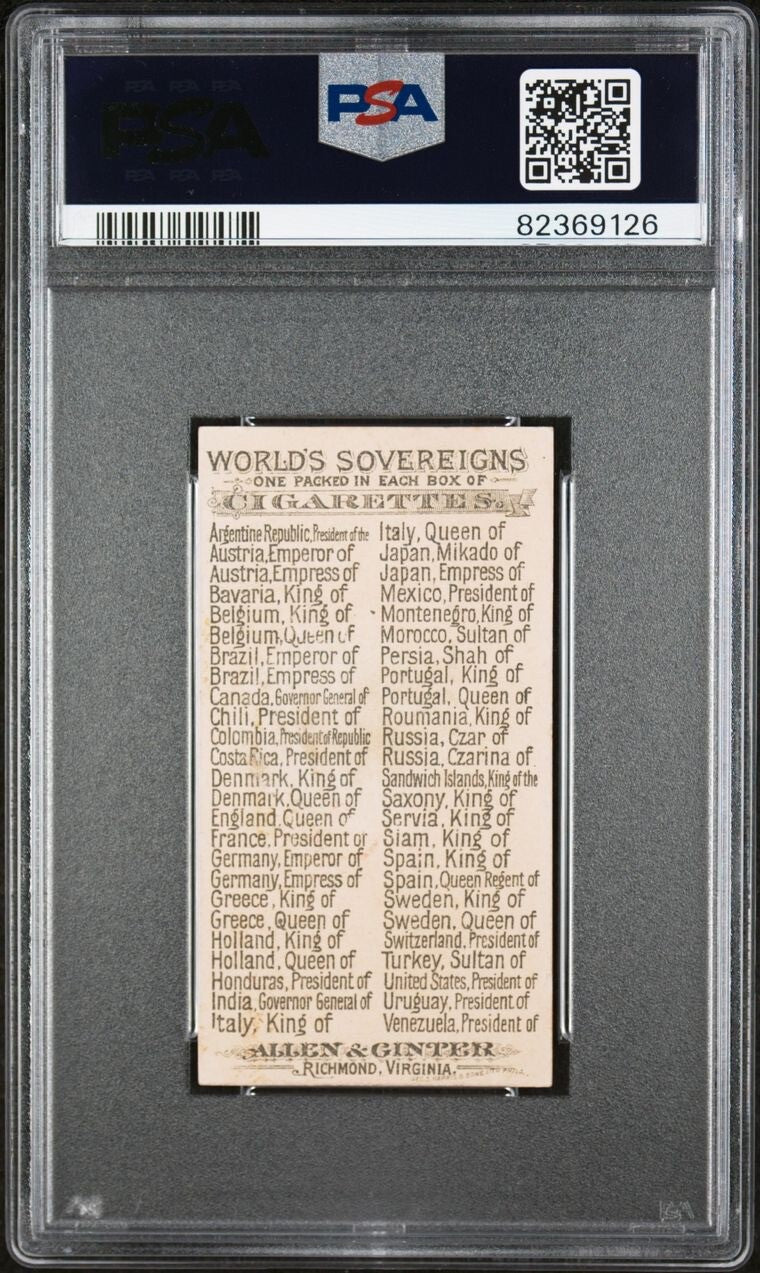 PSA PSA PSA
PSA
PSA PSA PSA
PSA
82369126
WORLD'S SOVEREIGNS
ONE PACKED IN EACH BOX OF
CIGARETTES.
Argentine Republic, President of the
Austria, Emperor of
Austria, Empress of
Bavaria, King of
Belgium, King of
Belgium, Queen of
Brazil, Emperor of
Brazil, Empress of
Canada, Governor General of
Chili, President of
Colombia, President of Republic
Costa Rica, President of
Denmark, King of
Denmark, Queen of
England, Queen of
France, President of
Germany, Emperor of
Germany, Empress of
Greece, King of
Greece, Queen of
Holland, King of
Holland, Queen of
Honduras, President of
India, Governor General of
Italy, King of
Italy, Queen of
Japan, Mikado of
Japan, Empress of
Mexico, President of
Montenegro, King of
Morocco, Sultan of
Persia, Shah of
Portugal, King of
Portugal, Queen of
Roumania, King of
Russia, Czar of
Russia, Czarina of
Sandwich Islands, King of the
Saxony, King of
Servia, King of
Siam, King of
Spain, King of
Spain, Queen Regent of
Sweden, King of
Sweden, Queen of
Switzerland, President of
Turkey, Sultan of
United States, President of
Uruguay, President of
Venezuela, President of
ALLEN & GINTER
RICHMOND, VIRGINIA.